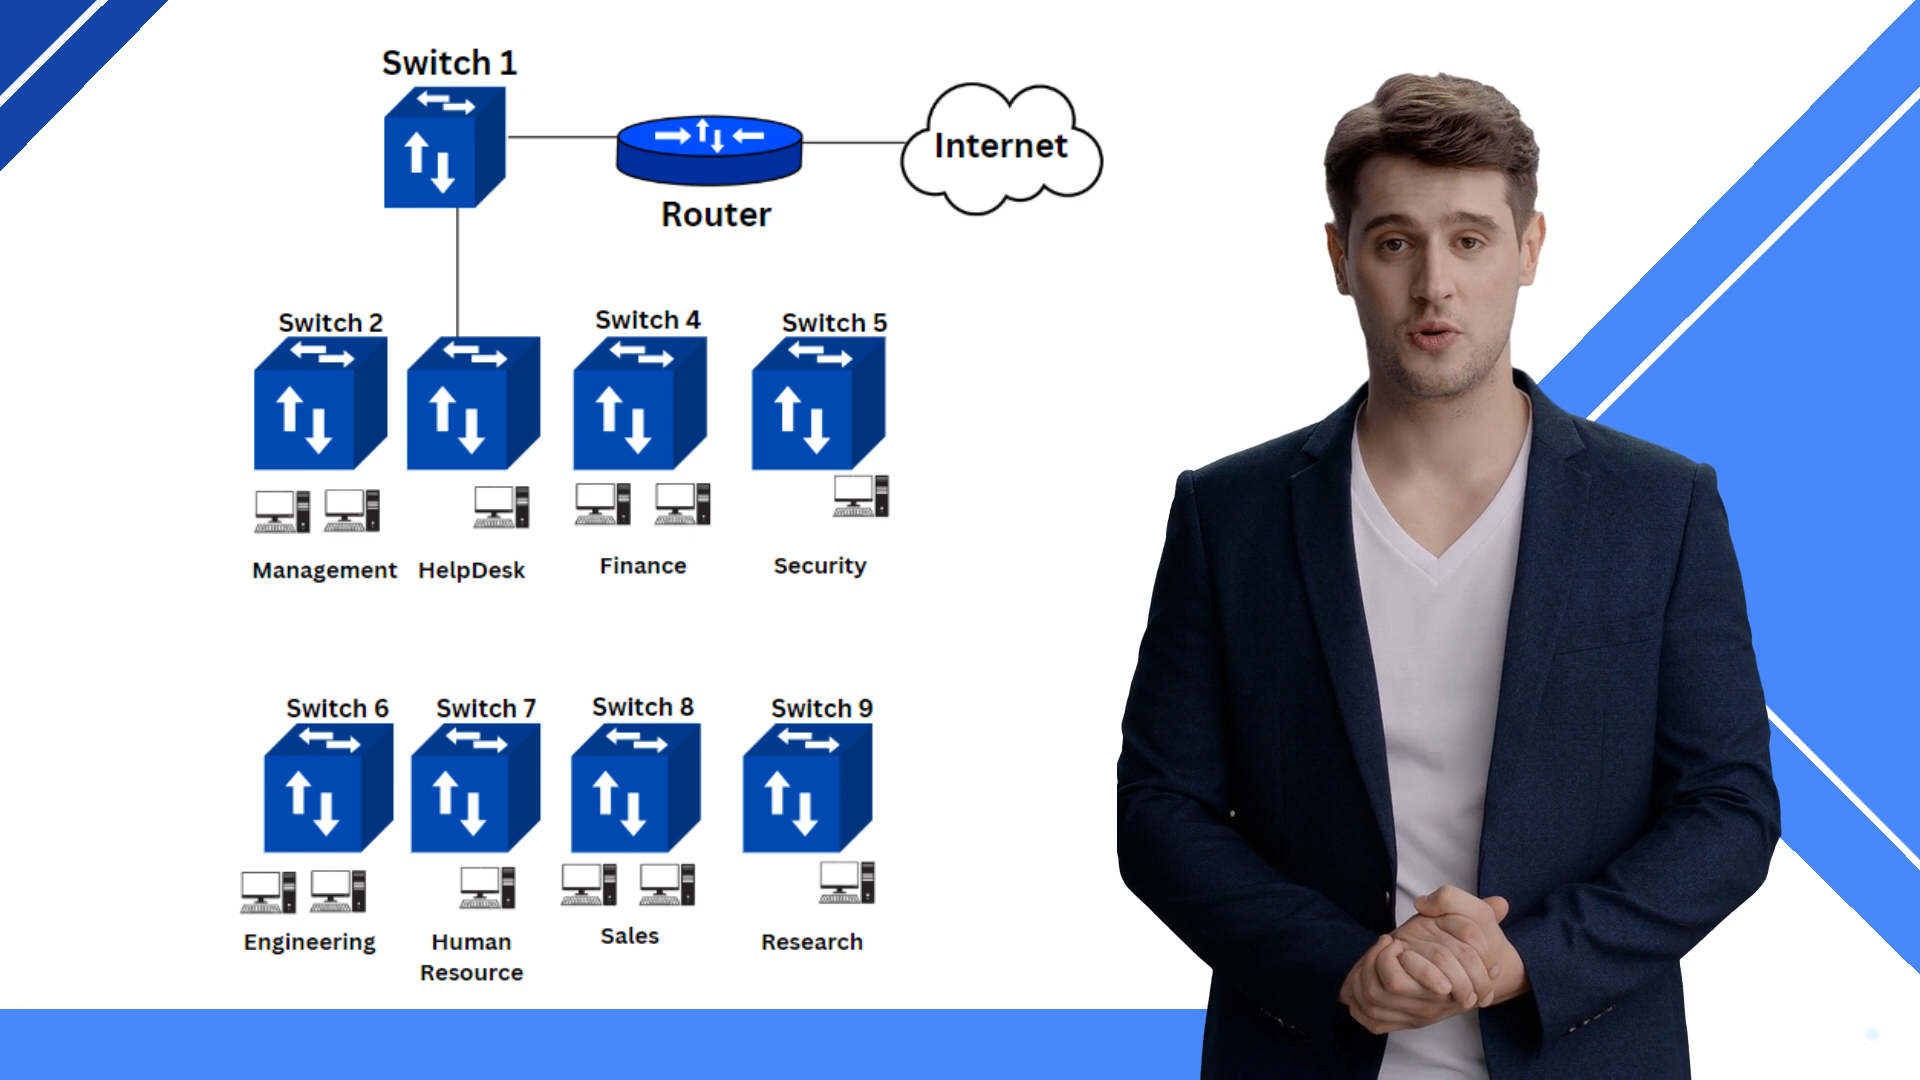 Switch 1
Internet
Router
Switch 2
Switch 4
Switch 5
Management
HelpDesk
Finance
Security
Switch 6
Switch 7
Switch 8
Switch 9
Engineering
Human
Resource
Sales
Research